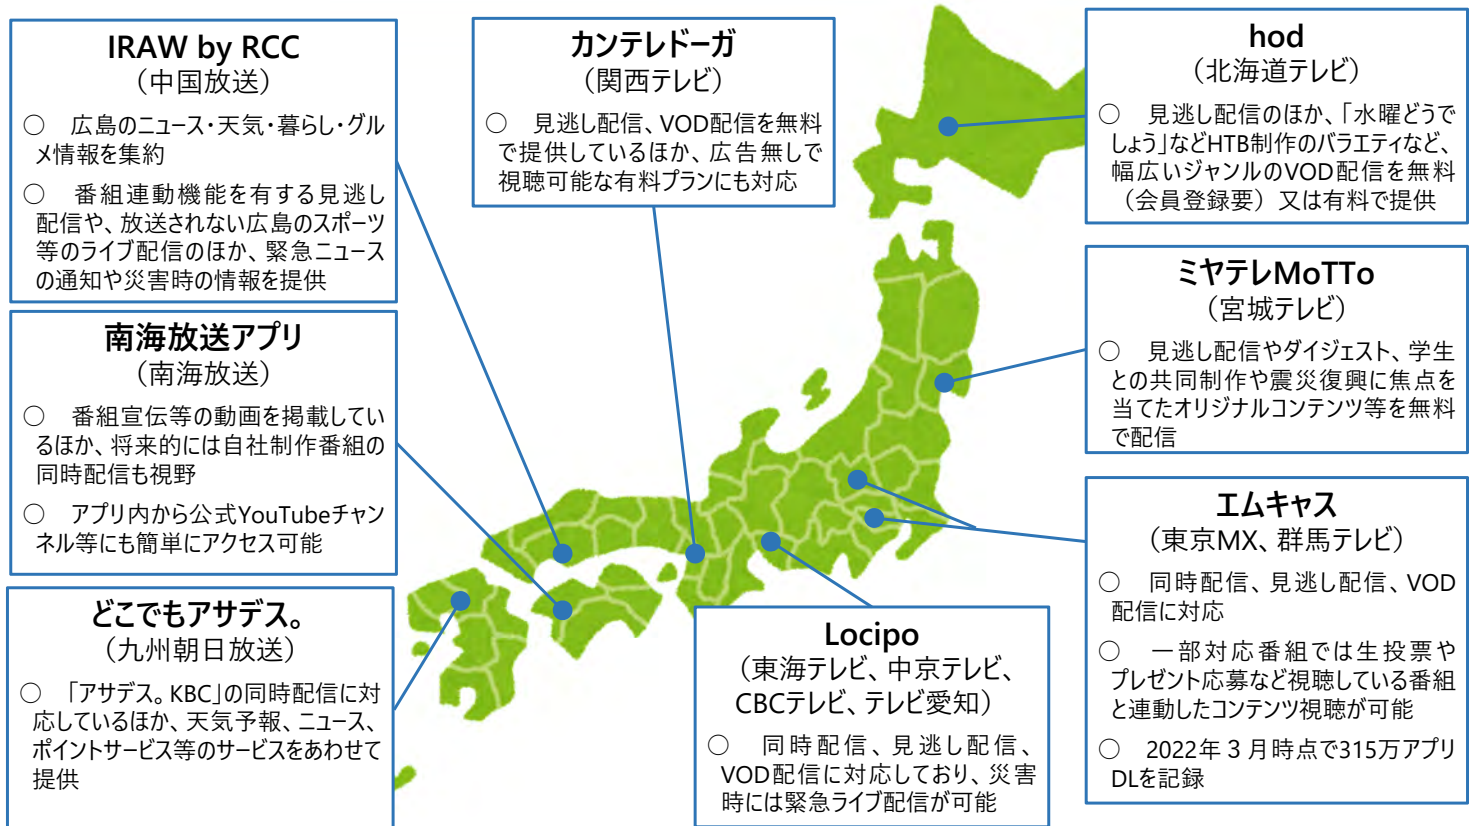 IRAW by RCC
（中国放送）
○　広島のニュース・天気・暮らし・グル
メ情報を集約
○　番組連動機能を有する見逃し
配信や、放送されない広島のスポーツ
等のライブ配信のほか、緊急ニュース
の通知や災害時の情報を提供
南海放送アプリ
（南海放送）
○　番組宣伝等の動画を掲載してい
るほか、将来的には自社制作番組の
同時配信も視野
○　アプリ内から公式YouTubeチャン
ネル等にも簡単にアクセス可能
どこでもアサデス。
（九州朝日放送）
○　「アサデス。KBC」の同時配信に対
応しているほか、天気予報、ニュース、
ポイントサービス等のサービスをあわせて
提供
カンテレドーガ
（関西テレビ）
○　見逃し配信、VOD配信を無料
で提供しているほか、広告無しで
視聴可能な有料プランにも対応
Locipo
（東海テレビ、中京テレビ、
CBCテレビ、テレビ愛知）
○　同時配信、見逃し配信、
VOD配信に対応しており、災害
時には緊急ライブ配信が可能
hod
（北海道テレビ）
○　見逃し配信のほか、「水曜どうで
しょう」などHTB制作のバラエティなど、
幅広いジャンルのVOD配信を無料
（会員登録要）又は有料で提供
ミヤテレMoTTo
（宮城テレビ）
○　見逃し配信やダイジェスト、学生
との共同制作や震災復興に焦点を
当てたオリジナルコンテンツ等を無料
で配信
エムキャス
（東京MX、群馬テレビ）
○　同時配信、見逃し配信、VOD
配信に対応
○　一部対応番組では生投票や
プレゼント応募など視聴している番組
と連動したコンテンツ視聴が可能
○　2022年３月時点で315万アプリ
DLを記録